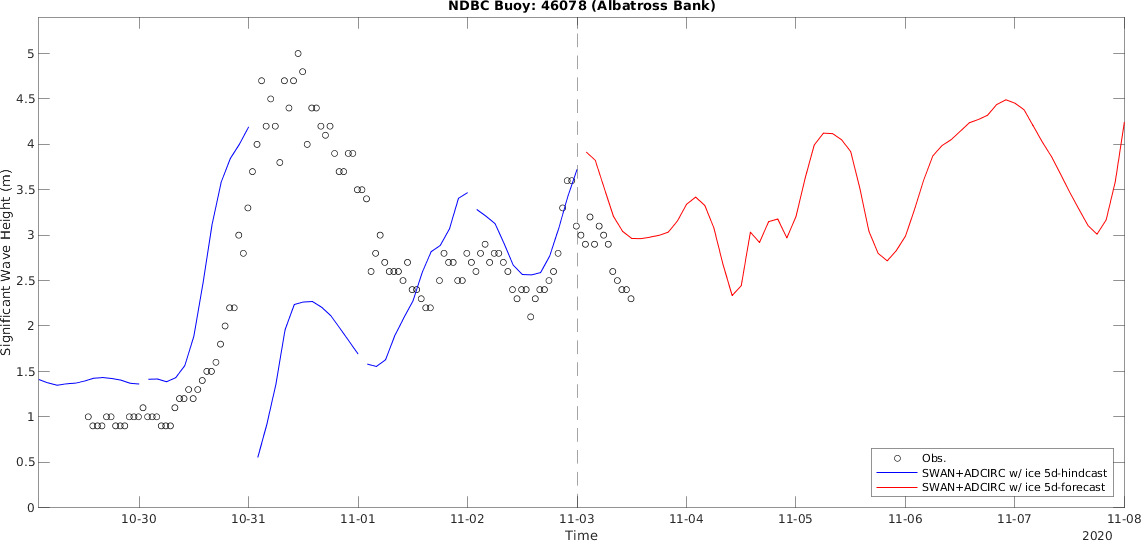 NDBC Buoy: 46078 (Albatross Bank)
Significant Wave Height (m)
5
4.5
4
3.5
3
2.5
2
1.5
1
0.5
0
Obs.
SWAN+ADCIRC w/ ice 5d-hindcast
SWAN+ADCIRC w/ ice 5d-forecast
10-30 10-31 11-01 11-02 11-03 11-04 11-05 11-06 11-07 11-08
Time
2020